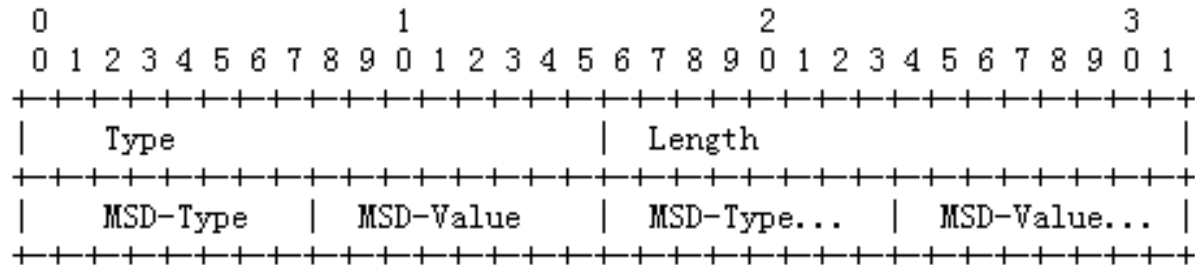 0                   1                   2                   3
 0 1 2 3 4 5 6 7 8 9 0 1 2 3 4 5 6 7 8 9 0 1 2 3 4 5 6 7 8 9 0 1
+-+-+-+-+-+-+-+-+-+-+-+-+-+-+-+-+-+-+-+-+-+-+-+-+-+-+-+-+-+-+-+-+
|    Type                       |  Length                       |
+-+-+-+-+-+-+-+-+-+-+-+-+-+-+-+-+-+-+-+-+-+-+-+-+-+-+-+-+-+-+-+-+
|    MSD-Type   |  MSD-Value    |  MSD-Type...  |  MSD-Value... |
+-+-+-+-+-+-+-+-+-+-+-+-+-+-+-+-+-+-+-+-+-+-+-+-+-+-+-+-+-+-+-+-+